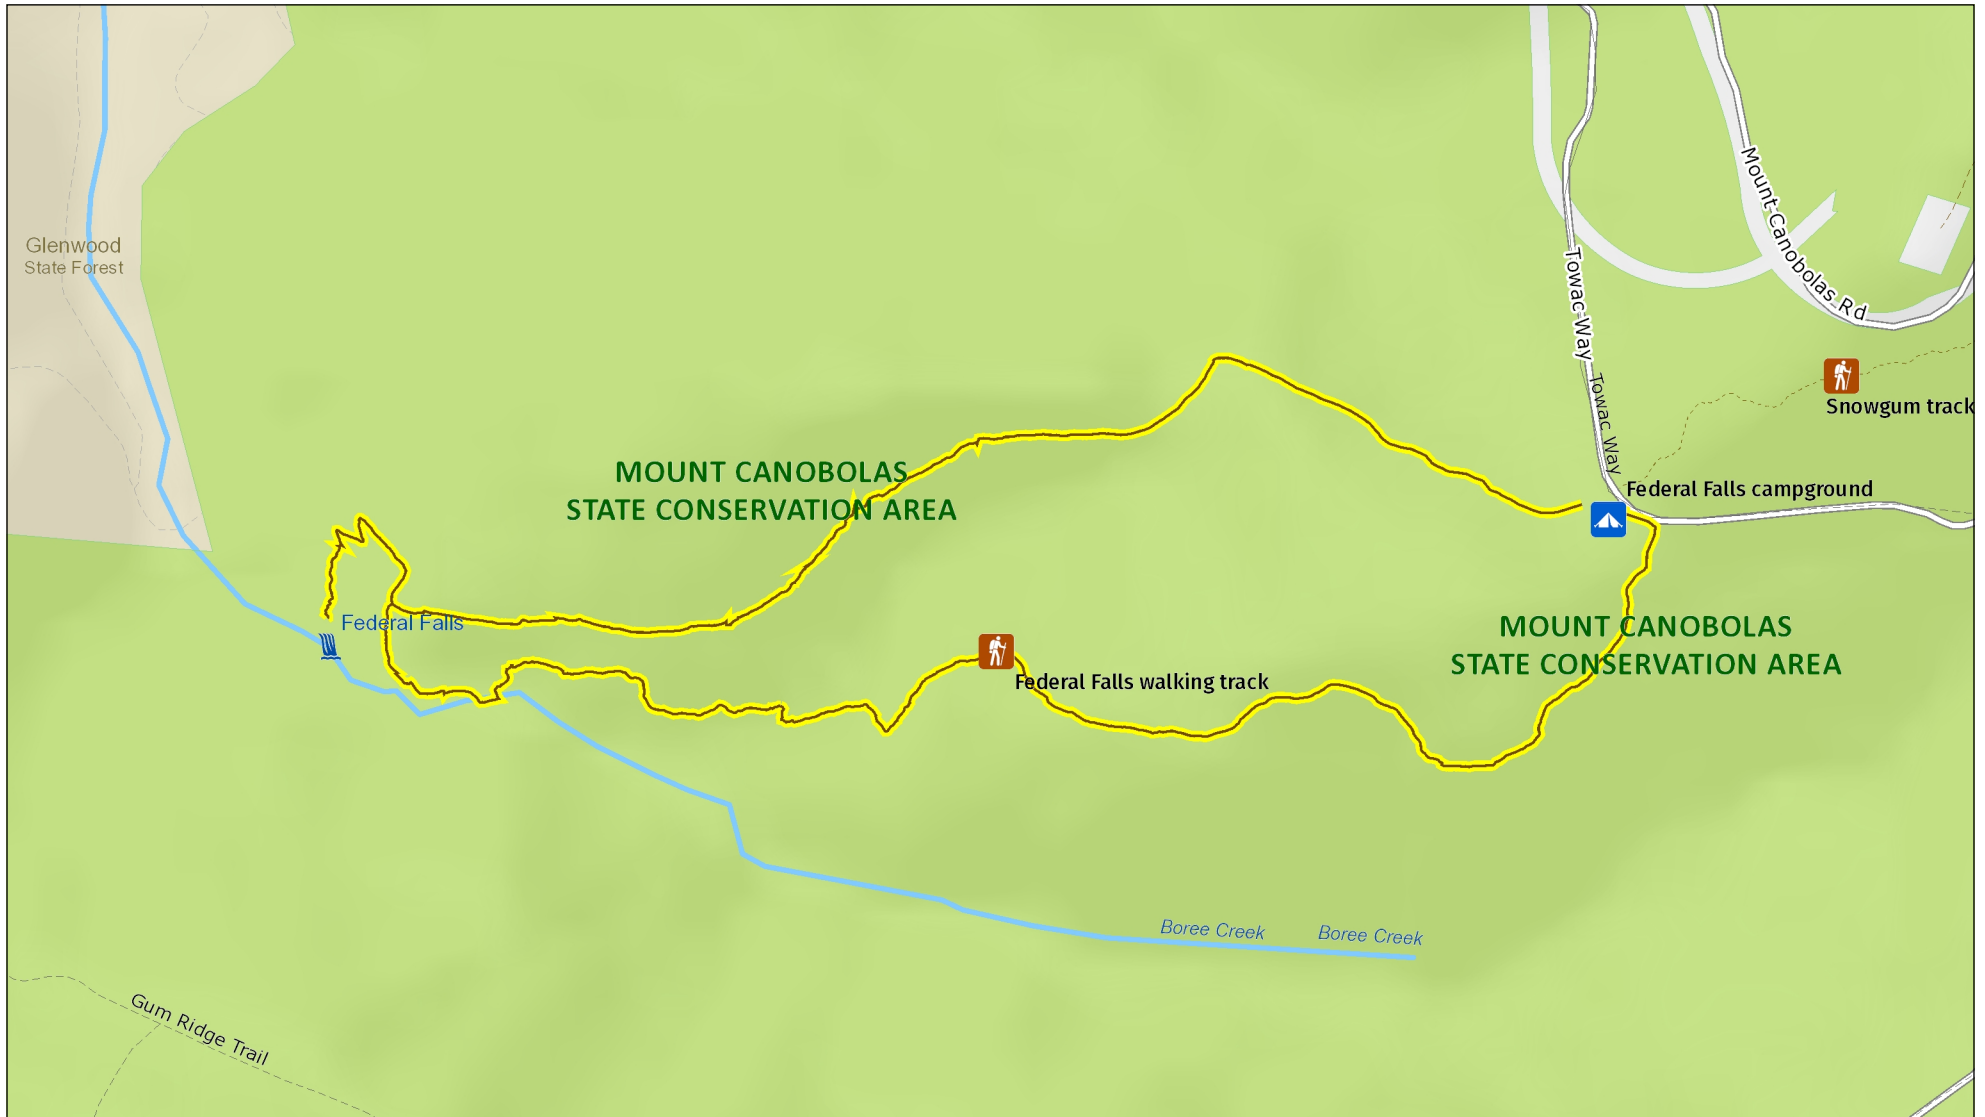 Mount Canobolas Rd
Glenwood
State Forest
Towac Way
Towac Way
Snowgum track
MOUNT CANOBOLAS
STATE CONSERVATION AREA
Federal Falls campground
Federal Falls
MOUNT CANOBOLAS
STATE CONSERVATION AREA
Federal Falls walking track
Boree Creek
Boree Creek
Gum Ridge Trail